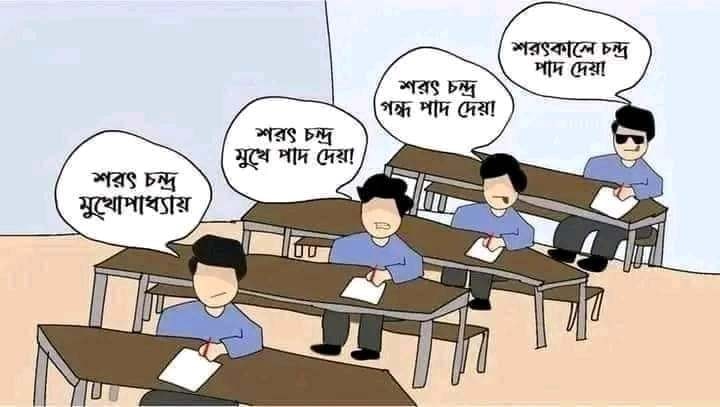 শরৎ চন্দ্র
মুখোপাধ্যায়
শরৎ চন্দ্র
মুখে পাদ দেয়!
শরৎ চন্দ্র
গন্ধ পাদ দেয়!
শরৎকালে চন্দ্র
পাদ দেয়!